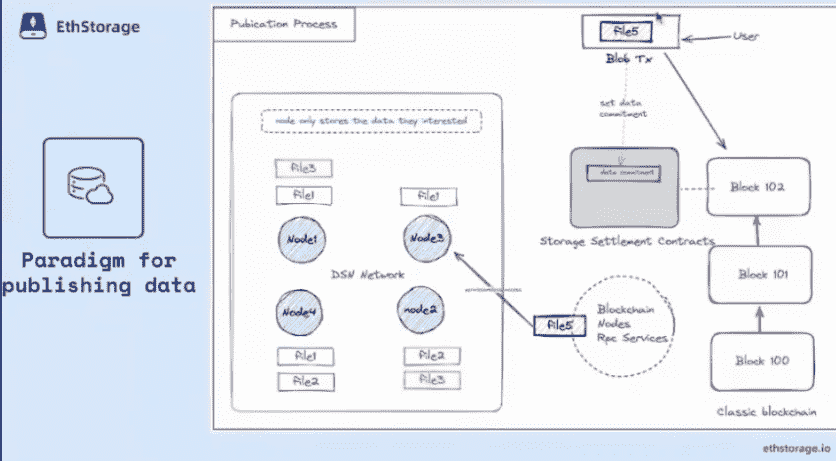 EthStorage
Paradigm for
publishing data
Pubication Process
file5
User
Blob Tx
set data
commitment
node only stores the data they interested
data commitment
Block 102
Storage Settlement Contracts
file3
file1
file1
Node1
Node3
DSN Network
Block 101
Node4
node2
file5
Blockchain
Nodes
Rpc Services
file1
file2
file2
file3
Block 100
Classic blockchain
ethstorage.io